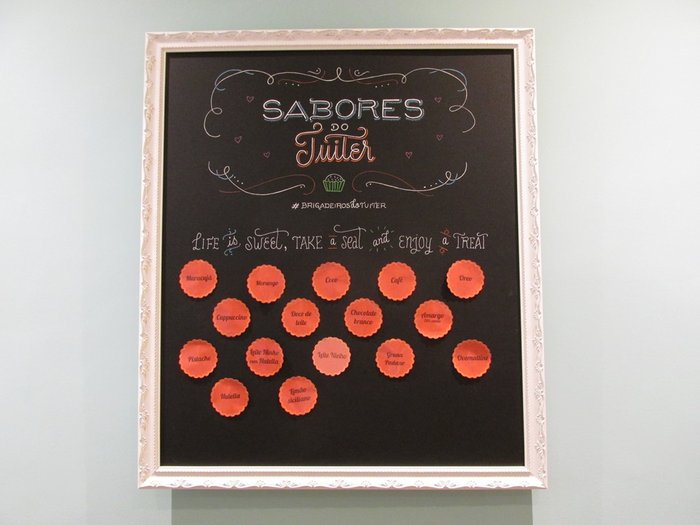 SABORES
DO
Tuiter
#BRIGADEIROSdoTUITER
LIFE is SWEET, TAKE a Seat and ENJOY a TREAT
Maracujá
Morango
Coco
Café
Oreo
Cappuccino
Doce de
leite
Chocolate
branco
Amargo
Pistache
Leite Ninho
com Nutella
Leite Ninho
Ovomaltine
Nutella
Limão
siciliano